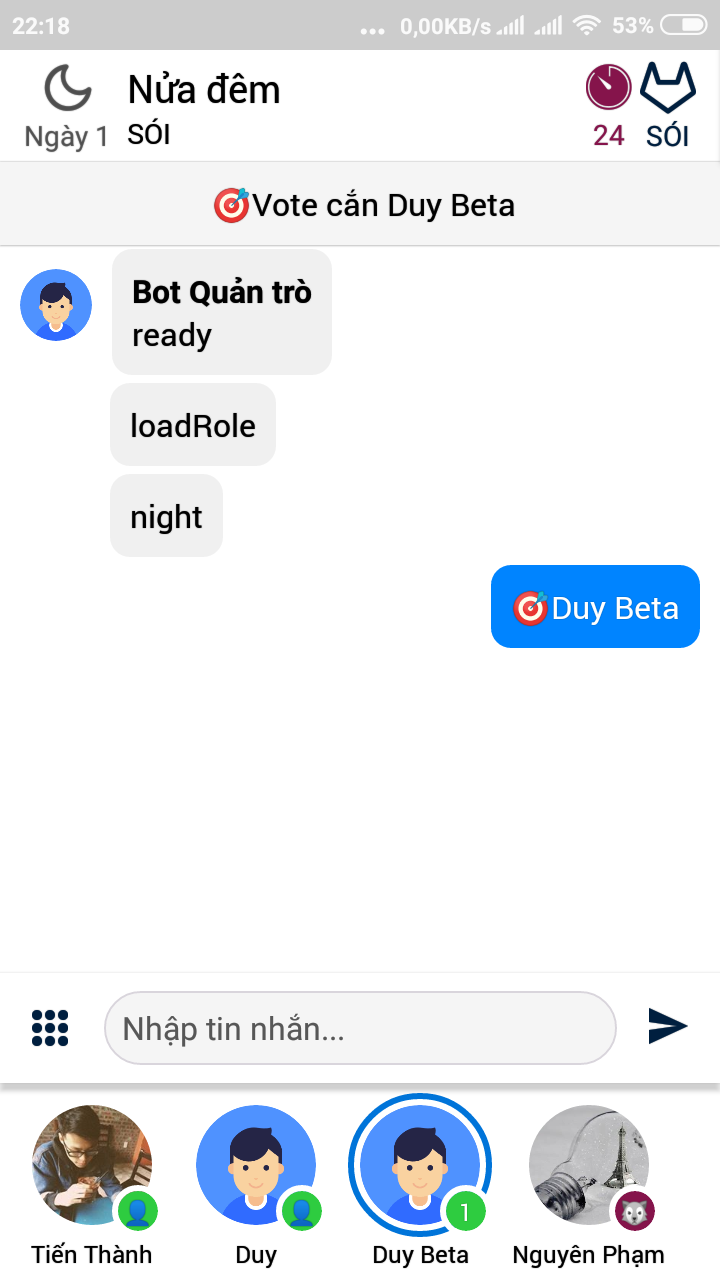 22:18
... 0,00KB/s 53%
Nửa đêm
Ngày 1 SÓI
24 SÓI
🎯Vote cắn Duy Beta
Bot Quản trò
ready
loadRole
night
🎯Duy Beta
Nhập tin nhắn...
1
Tiến Thành Duy Duy Beta Nguyên Phạm